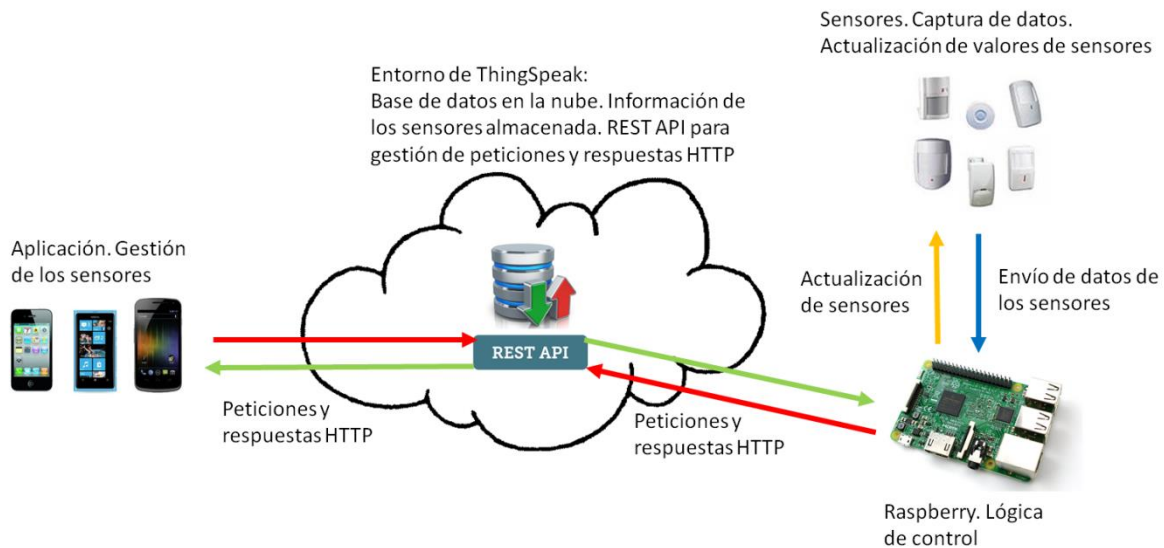 Sensores. Captura de datos.
Actualización de valores de sensores
Entorno de ThingSpeak:
Base de datos en la nube. Información de
los sensores almacenada. REST API para
gestión de peticiones y respuestas HTTP
Aplicación. Gestión
de los sensores
REST API
Actualización
de sensores
Envío de datos de
los sensores
Peticiones y
respuestas HTTP
Peticiones y
respuestas HTTP
Raspberry. Lógica
de control